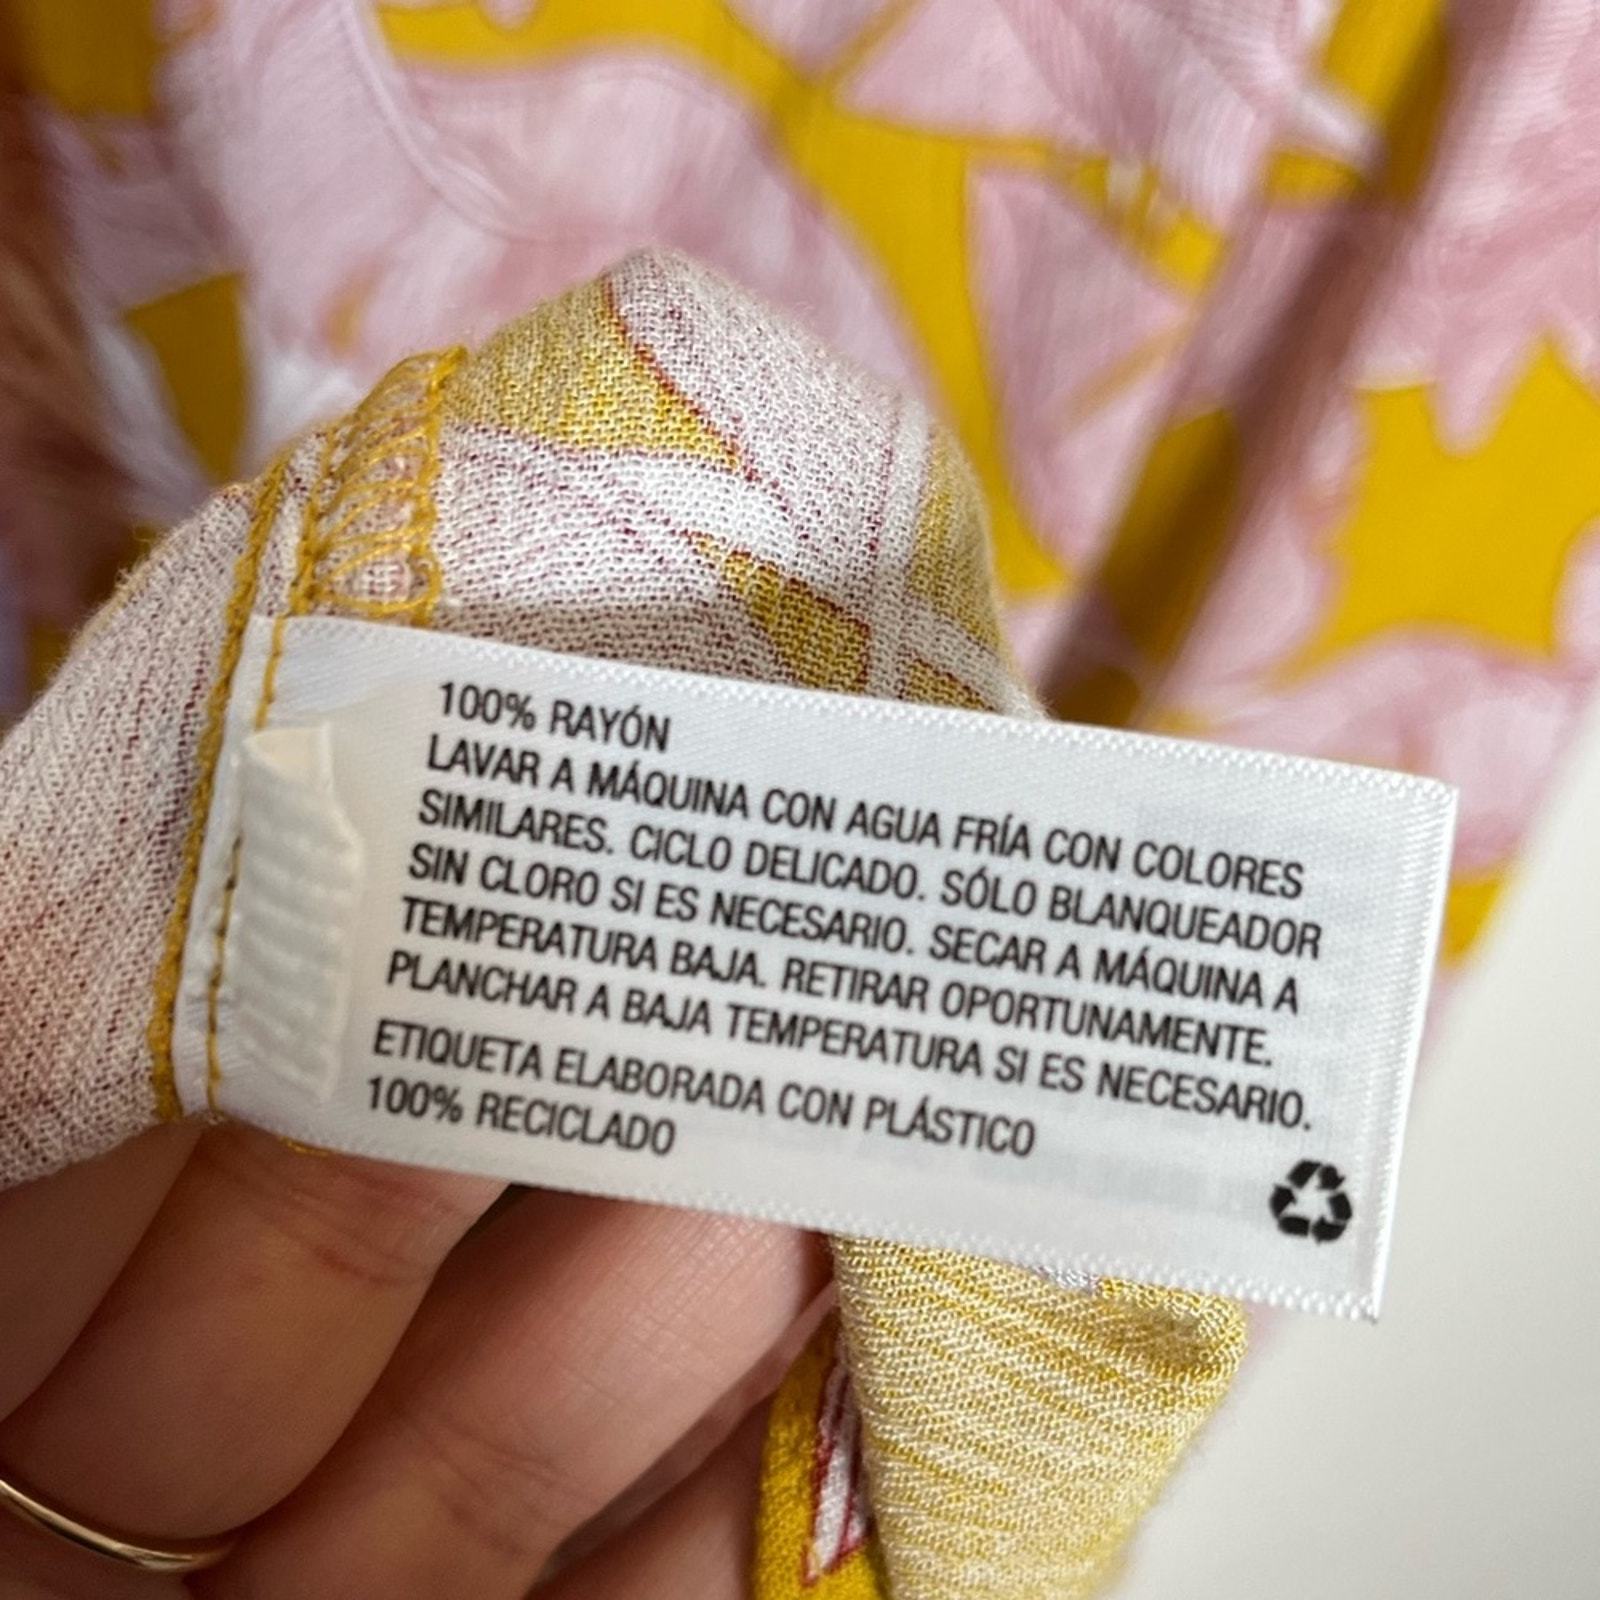 100% RAYÓN
LAVAR A MÁQUINA CON AGUA FRÍA CON COLORES
SIMILARES. CICLO DELICADO. SÓLO BLANQUEADOR
SIN CLORO SI ES NECESARIO. SECAR A MÁQUINA A
TEMPERATURA BAJA. RETIRAR OPORTUNAMENTE.
PLANCHAR A BAJA TEMPERATURA SI ES NECESARIO.
ETIQUETA ELABORADA CON PLÁSTICO
100% RECICLADO